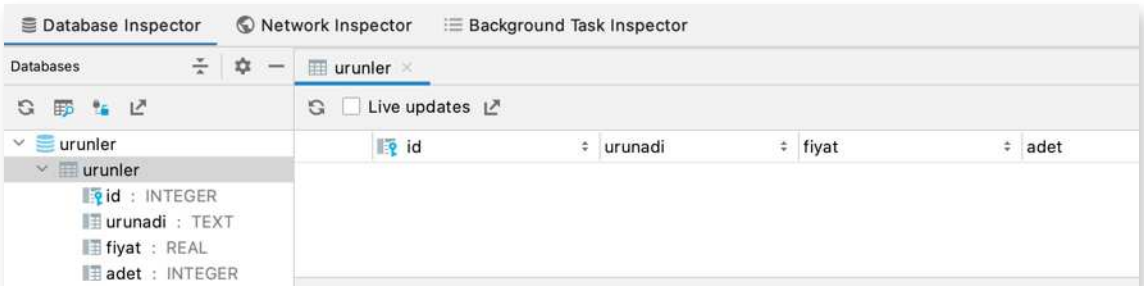 Database Inspector Network Inspector Background Task Inspector
Databases
urunler
Live updates
urunler
urunler
id : INTEGER
urunadi : TEXT
fiyat : REAL
adet : INTEGER
id urunadi fiyat adet